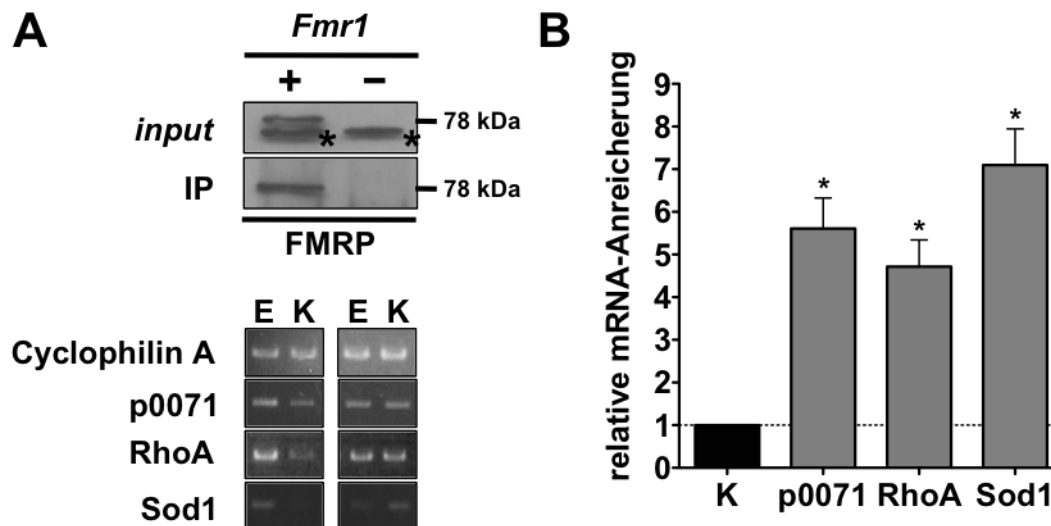 A
Fmr1
+ −
input
* *
78 kDa
IP
78 kDa
FMRP
E K E K
Cyclophilin A
p0071
RhoA
Sod1
B
relative mRNA-Anreicherung
9
8
7
6
5
4
3
2
1
0
* * *
K p0071 RhoA Sod1